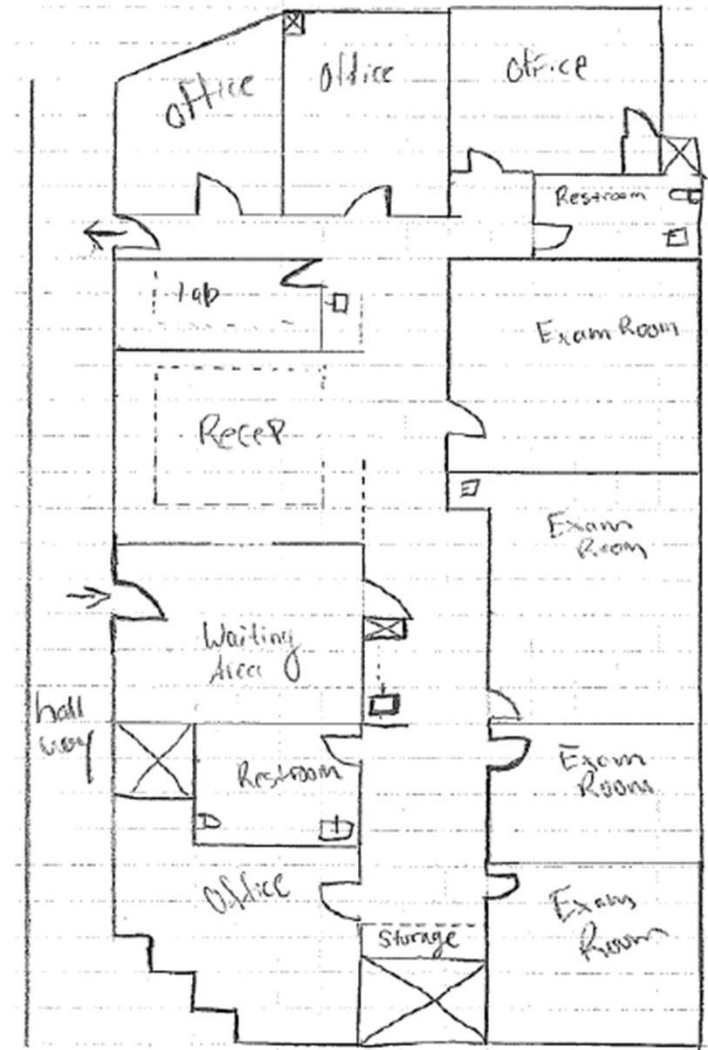 Office
Office
Office
Restroom
Lab
Exam Room
Recep
Exam
Room
Waiting
Area
hall
way
Restroom
Exam
Room
Office
Exam
Room
Storage